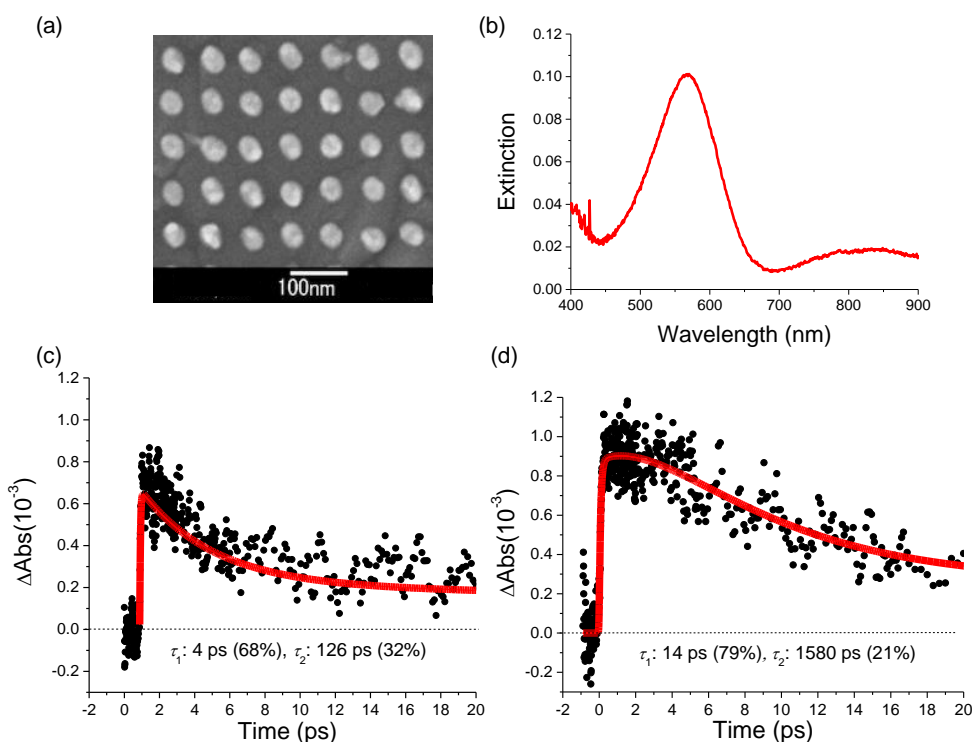 (a)
100nm
(b)
0.12
0.10
0.08
0.06
0.04
0.02
0.00
Extinction
400 500 600 700 800 900
Wavelength (nm)
(c)
1.2
1.0
0.8
0.6
0.4
0.2
0.0
-0.2
ΔAbs(10⁻³)
τ₁: 4 ps (68%), τ₂: 126 ps (32%)
-2 0 2 4 6 8 10 12 14 16 18 20
Time (ps)
(d)
1.2
1.0
0.8
0.6
0.4
0.2
0.0
-0.2
ΔAbs(10⁻³)
τ₁: 14 ps (79%), τ₂: 1580 ps (21%)
-2 0 2 4 6 8 10 12 14 16 18 20
Time (ps)